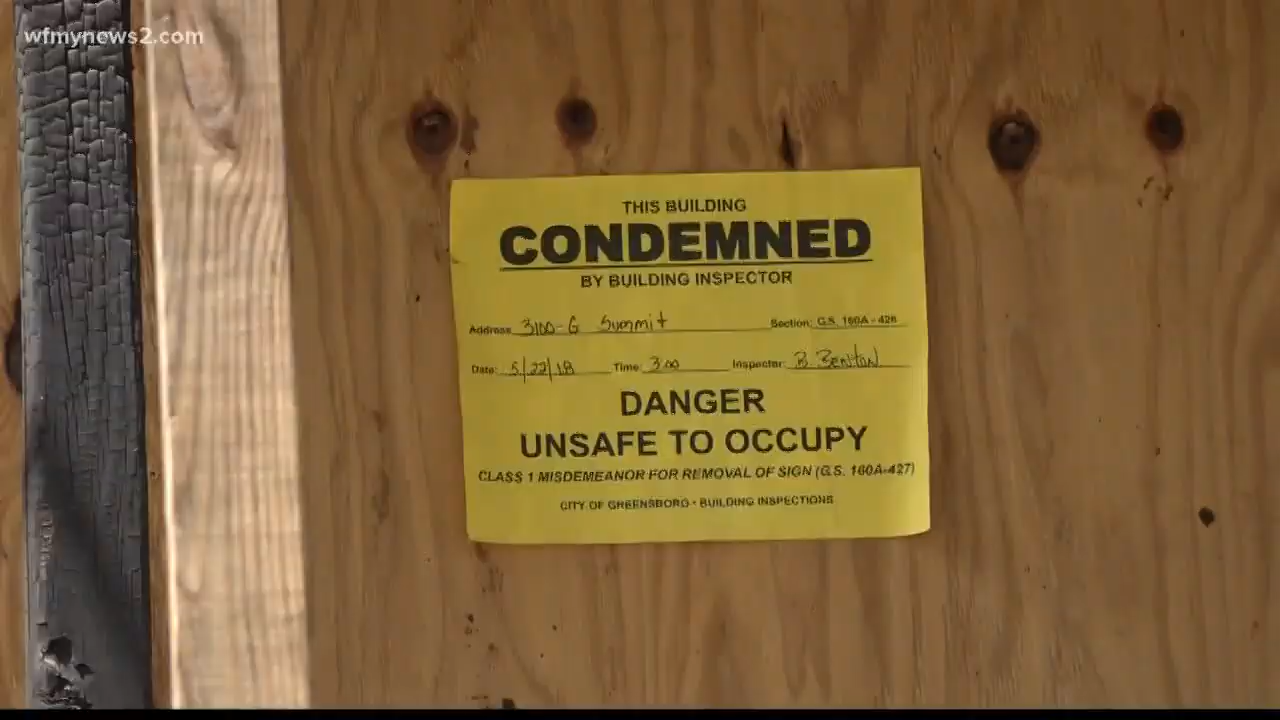 wfmynews2.com
THIS BUILDING
CONDEMNED
BY BUILDING INSPECTOR
Address 3100-G Summit Section: G.S. 160A - 426
Date: 5/22/18 Time: 3:00 Inspector: B Benton
DANGER
UNSAFE TO OCCUPY
CLASS 1 MISDEMEANOR FOR REMOVAL OF SIGN (G.S. 160A-427)
CITY OF GREENSBORO • BUILDING INSPECTIONS